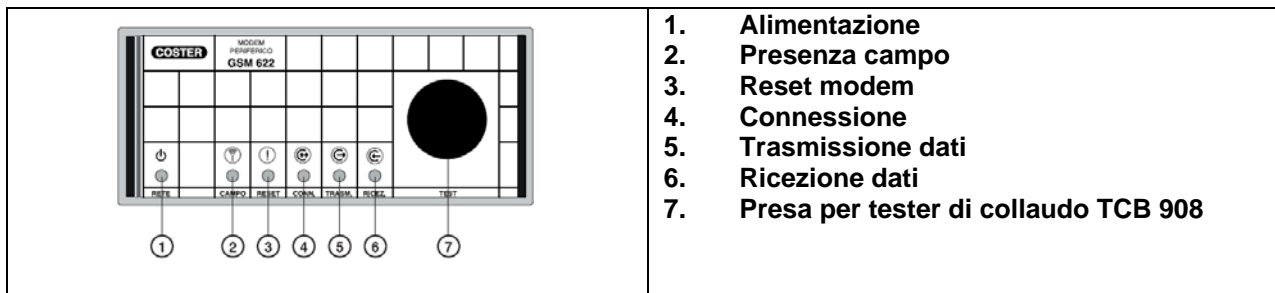 COSTER
MODEM
PERIFERICO
GSM 622
RETE
CAMPO RESET CONN. TRASM. RICEZ. TEST
1 2 3 4 5 6 7
1. Alimentazione
2. Presenza campo
3. Reset modem
4. Connessione
5. Trasmissione dati
6. Ricezione dati
7. Presa per tester di collaudo TCB 908